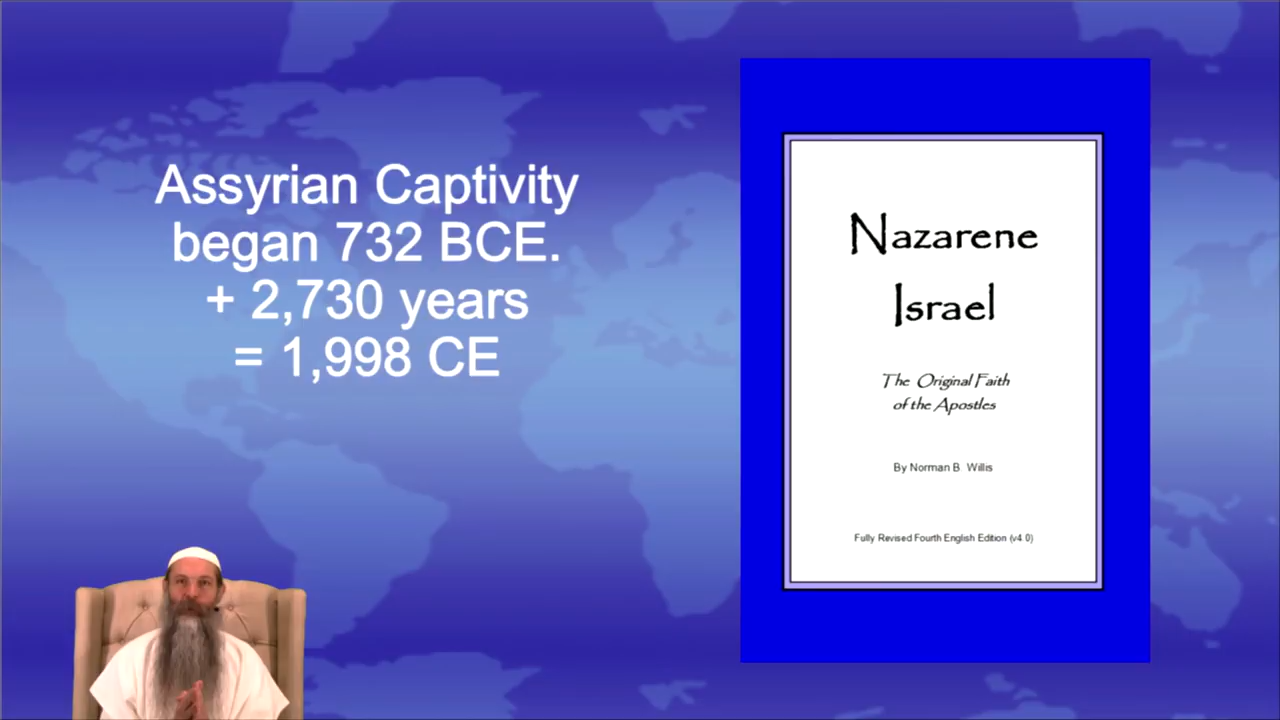 Assyrian Captivity
began 732 BCE.
+ 2,730 years
= 1,998 CE
Nazarene
Israel
The Original Faith
of the Apostles
By Norman B. Willis
Fully Revised Fourth English Edition (v4.0)